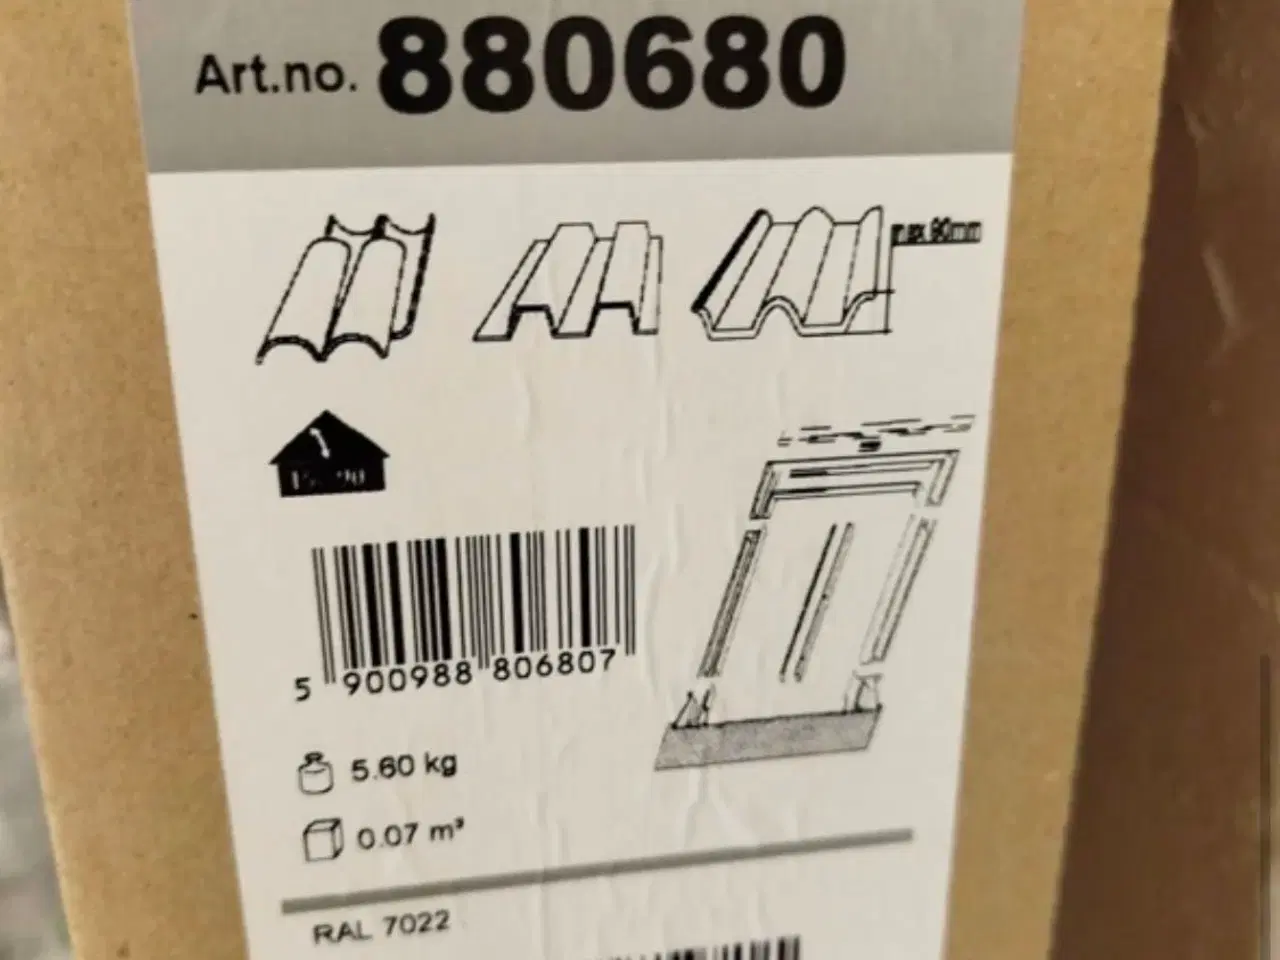 Art.no. 880680
max 90mm
5 900988 806807
5.60 kg
0.07 m³
RAL 7022